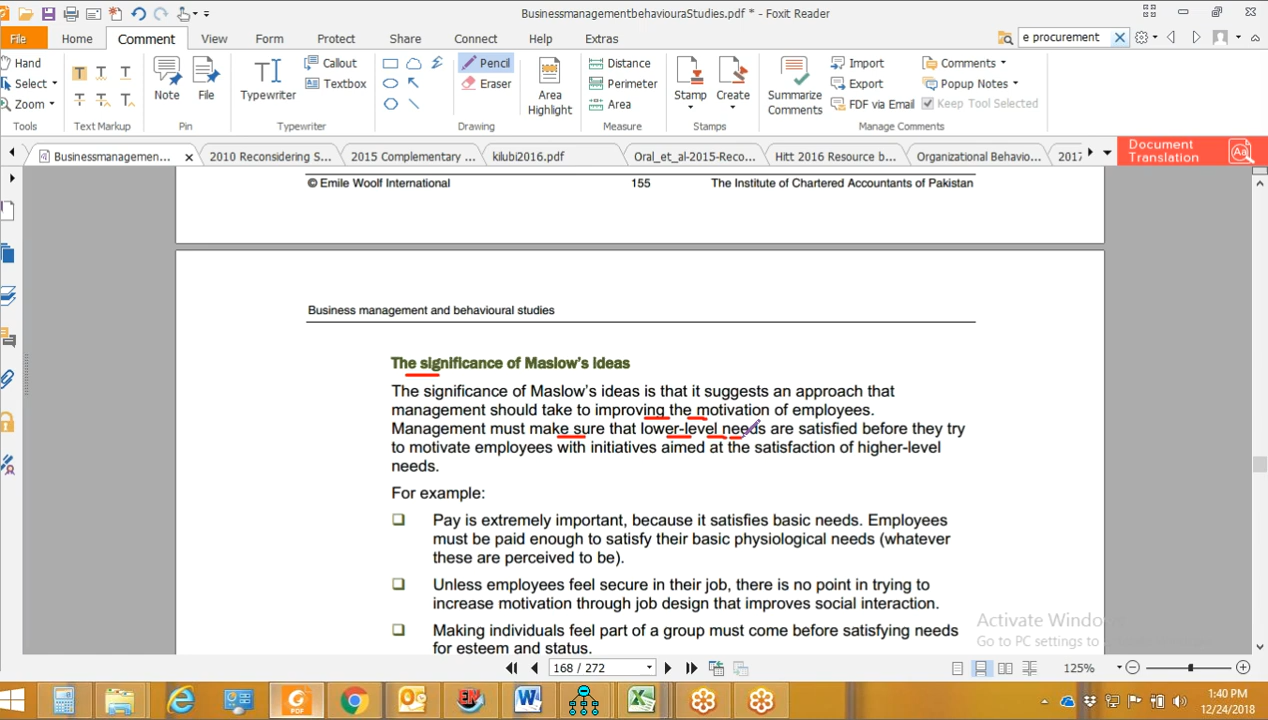 BusinessmanagementbehaviouraStudies.pdf * - Foxit Reader
File Home Comment View Form Protect Share Connect Help Extras e procurement
Hand
Select
Zoom
Tools
Text Markup
Note
File
Pin
Typewriter
Callout
Textbox
Typewriter
Pencil
Eraser
Area
Highlight
Drawing
Distance
Perimeter
Area
Measure
Stamp
Create
Stamps
Summarize
Comments
Import
Export
FDF via Email
Comments
Popup Notes
Keep Tool Selected
Manage Comments
Businessmanagemen... 2010 Reconsidering S... 2015 Complementary ... kilubi2016.pdf Oral_et_al-2015-Reco... Hitt 2016 Resource b... Organizational Behavio... 2017
Document
Translation
© Emile Woolf International 155 The Institute of Chartered Accountants of Pakistan
Business management and behavioural studies
The significance of Maslow's ideas
The significance of Maslow's ideas is that it suggests an approach that
management should take to improving the motivation of employees.
Management must make sure that lower-level needs are satisfied before they try
to motivate employees with initiatives aimed at the satisfaction of higher-level
needs.
For example:
Pay is extremely important, because it satisfies basic needs. Employees
must be paid enough to satisfy their basic physiological needs (whatever
these are perceived to be).
Unless employees feel secure in their job, there is no point in trying to
increase motivation through job design that improves social interaction.
Making individuals feel part of a group must come before satisfying needs
for esteem and status.
Activate Windows
Go to PC settings to
168 / 272 125%
1:40 PM
12/24/2018